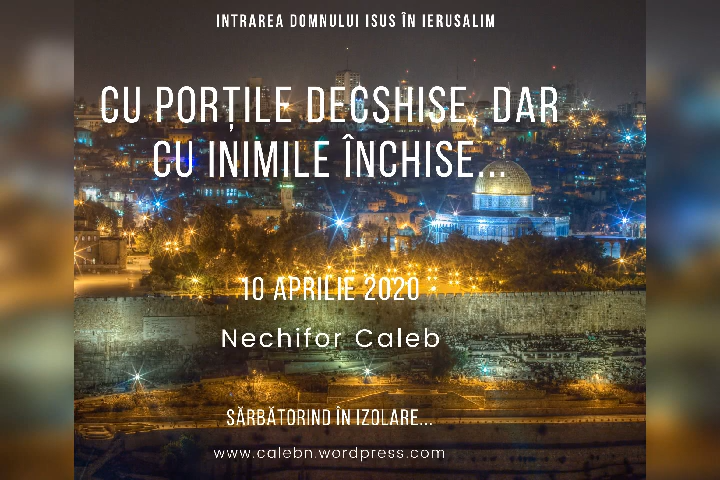 INTRAREA DOMNULUI ISUS ÎN IERUSALIM
CU PORȚILE DECSHISE, DAR
CU INIMILE ÎNCHISE...
10 APRILIE 2020
Nechifor Caleb
SĂRBĂTORIND ÎN IZOLARE...
www.calebn.wordpress.com